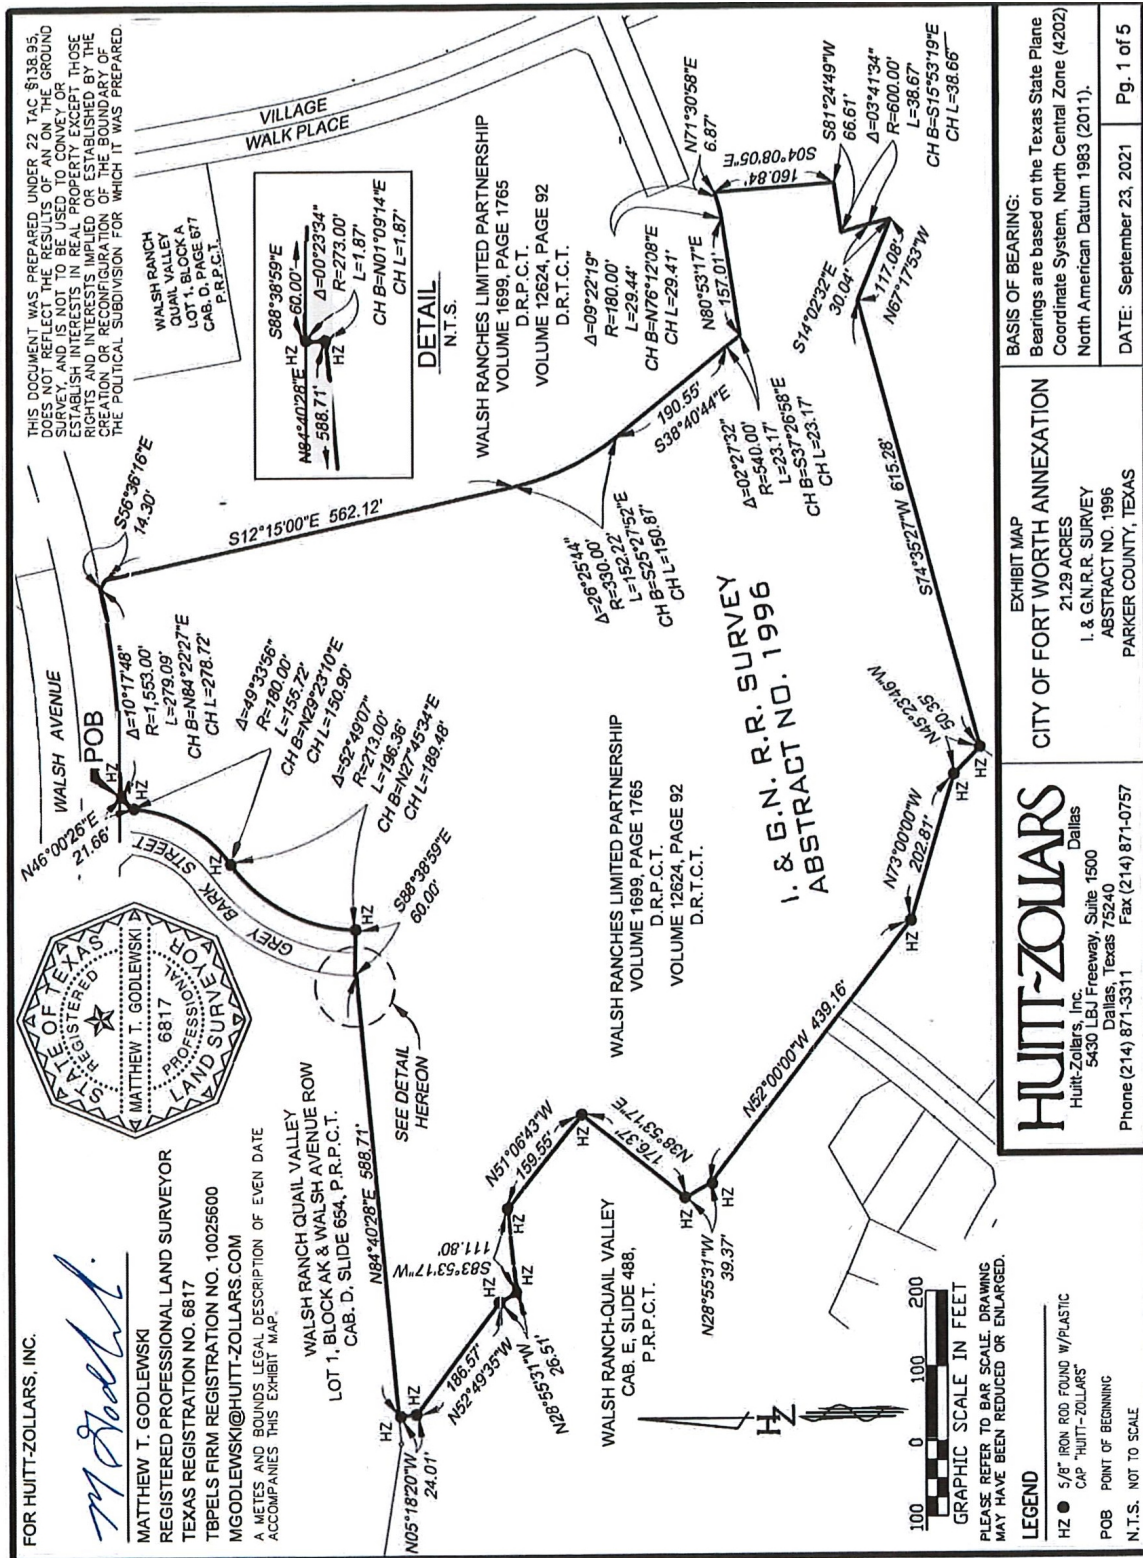 FOR HUITT-ZOLLARS, INC.
MATTHEW T. GODLEWSKI
REGISTERED PROFESSIONAL LAND SURVEYOR
TEXAS REGISTRATION NO. 6817
TBPELS FIRM REGISTRATION NO. 10025600
MGODLEWSKI@HUITT-ZOLLARS.COM
A METES AND BOUNDS LEGAL DESCRIPTION OF EVEN DATE
ACCOMPANIES THIS EXHIBIT MAP.
STATE OF TEXAS
REGISTERED
MATTHEW T. GODLEWSKI
6817
PROFESSIONAL
LAND SURVEYOR
THIS DOCUMENT WAS PREPARED UNDER 22 TAC §138.95,
DOES NOT REFLECT THE RESULTS OF AN ON THE GROUND
SURVEY, AND IS NOT TO BE USED TO CONVEY OR
ESTABLISH INTERESTS IN REAL PROPERTY EXCEPT THOSE
RIGHTS AND INTERESTS IMPLIED OR ESTABLISHED BY THE
CREATION OR RECONFIGURATION OF THE BOUNDARY OF
THE POLITICAL SUBDIVISION FOR WHICH IT WAS PREPARED.
WALSH AVENUE
POB
HZ
HZ
N46°00'26"E
21.66'
Δ=10°17'48"
R=1,553.00'
L=279.09'
CH B=N84°22'27"E
CH L=278.72'
S56°36'16"E
14.30'
WALSH RANCH
QUAIL VALLEY
LOT 1, BLOCK A
CAB. D, PAGE 677
P.R.P.C.T.
VILLAGE
WALK PLACE
GREY BARK STREET
HZ
Δ=49°33'56"
R=180.00'
L=155.72'
CH B=N29°23'10"E
CH L=150.90'
Δ=52°49'07"
R=213.00'
L=196.36'
CH B=N27°45'34"E
CH L=189.48'
HZ
S88°38'59"E
60.00'
S12°15'00"E 562.12'
S88°38'59"E
60.00'
HZ
N84°40'28"E
588.71'
HZ
Δ=00°23'34"
R=273.00'
L=1.87'
CH B=N01°09'14"E
CH L=1.87'
DETAIL
N.T.S.
WALSH RANCH QUAIL VALLEY
LOT 1, BLOCK AK & WALSH AVENUE ROW
CAB. D, SLIDE 654, P.R.P.C.T.
SEE DETAIL
HEREON
N84°40'28"E 588.71'
HZ
N05°18'20"W
24.01'
HZ
186.57'
N52°49'35"W
HZ
N28°55'31"W
26.51'
HZ
S83°53'17"W
111.80'
HZ
N51°06'43"W
159.55'
HZ
N38°53'17"E
176.37'
HZ
N28°55'31"W
39.37'
HZ
WALSH RANCH-QUAIL VALLEY
CAB. E, SLIDE 488,
P.R.P.C.T.
WALSH RANCHES LIMITED PARTNERSHIP
VOLUME 1699, PAGE 1765
D.R.P.C.T.
VOLUME 12624, PAGE 92
D.R.T.C.T.
WALSH RANCHES LIMITED PARTNERSHIP
VOLUME 1699, PAGE 1765
D.R.P.C.T.
VOLUME 12624, PAGE 92
D.R.T.C.T.
Δ=26°25'44"
R=330.00'
L=152.22'
CH B=S25°27'52"E
CH L=150.87'
190.55'
S38°40'44"E
Δ=02°27'32"
R=540.00'
L=23.17'
CH B=S37°26'58"E
CH L=23.17'
Δ=09°22'19"
R=180.00'
L=29.44'
CH B=N76°12'08"E
CH L=29.41'
N80°53'17"E
157.01'
N71°30'58"E
6.87'
S04°08'05"E
160.84'
S81°24'49"W
66.61'
Δ=03°41'34"
R=600.00'
L=38.67'
CH B=S15°53'19"E
CH L=38.66'
S14°02'32"E
30.04'
117.08'
N67°17'53"W
S74°35'27"W 615.28'
I. & G.N. R.R. SURVEY
ABSTRACT NO. 1996
N45°23'46"W
50.35'
HZ
HZ
N73°00'00"W
202.81'
HZ
N52°00'00"W 439.16'
HZ
100 0 100 200
GRAPHIC SCALE IN FEET
PLEASE REFER TO BAR SCALE. DRAWING
MAY HAVE BEEN REDUCED OR ENLARGED.
LEGEND
HZ ● 5/8" IRON ROD FOUND W/PLASTIC
CAP "HUITT-ZOLLARS"
POB POINT OF BEGINNING
N.T.S. NOT TO SCALE
HUITT~ZOLLARS
Huitt-Zollars, Inc. Dallas
5430 LBJ Freeway, Suite 1500
Dallas, Texas 75240
Phone (214) 871-3311 Fax (214) 871-0757
EXHIBIT MAP
CITY OF FORT WORTH ANNEXATION
21.29 ACRES
I. & G.N.R.R. SURVEY
ABSTRACT NO. 1996
PARKER COUNTY, TEXAS
BASIS OF BEARING:
Bearings are based on the Texas State Plane
Coordinate System, North Central Zone (4202)
North American Datum 1983 (2011).
DATE: September 23, 2021
Pg. 1 of 5